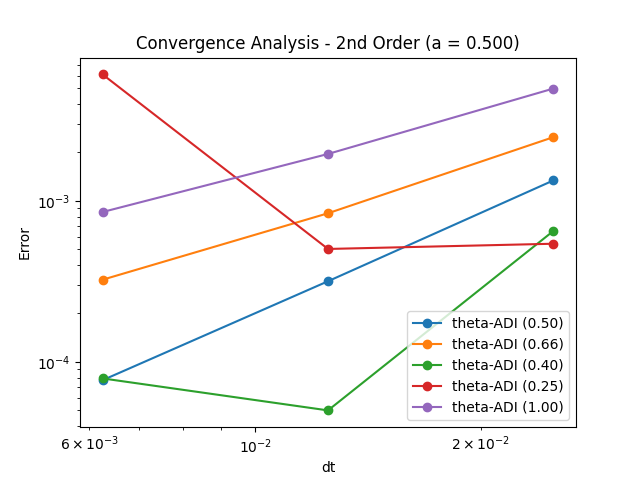 Convergence Analysis - 2nd Order (a = 0.500)
Error
10⁻³
10⁻⁴
theta-ADI (0.50)
theta-ADI (0.66)
theta-ADI (0.40)
theta-ADI (0.25)
theta-ADI (1.00)
6 × 10⁻³
10⁻²
2 × 10⁻²
dt